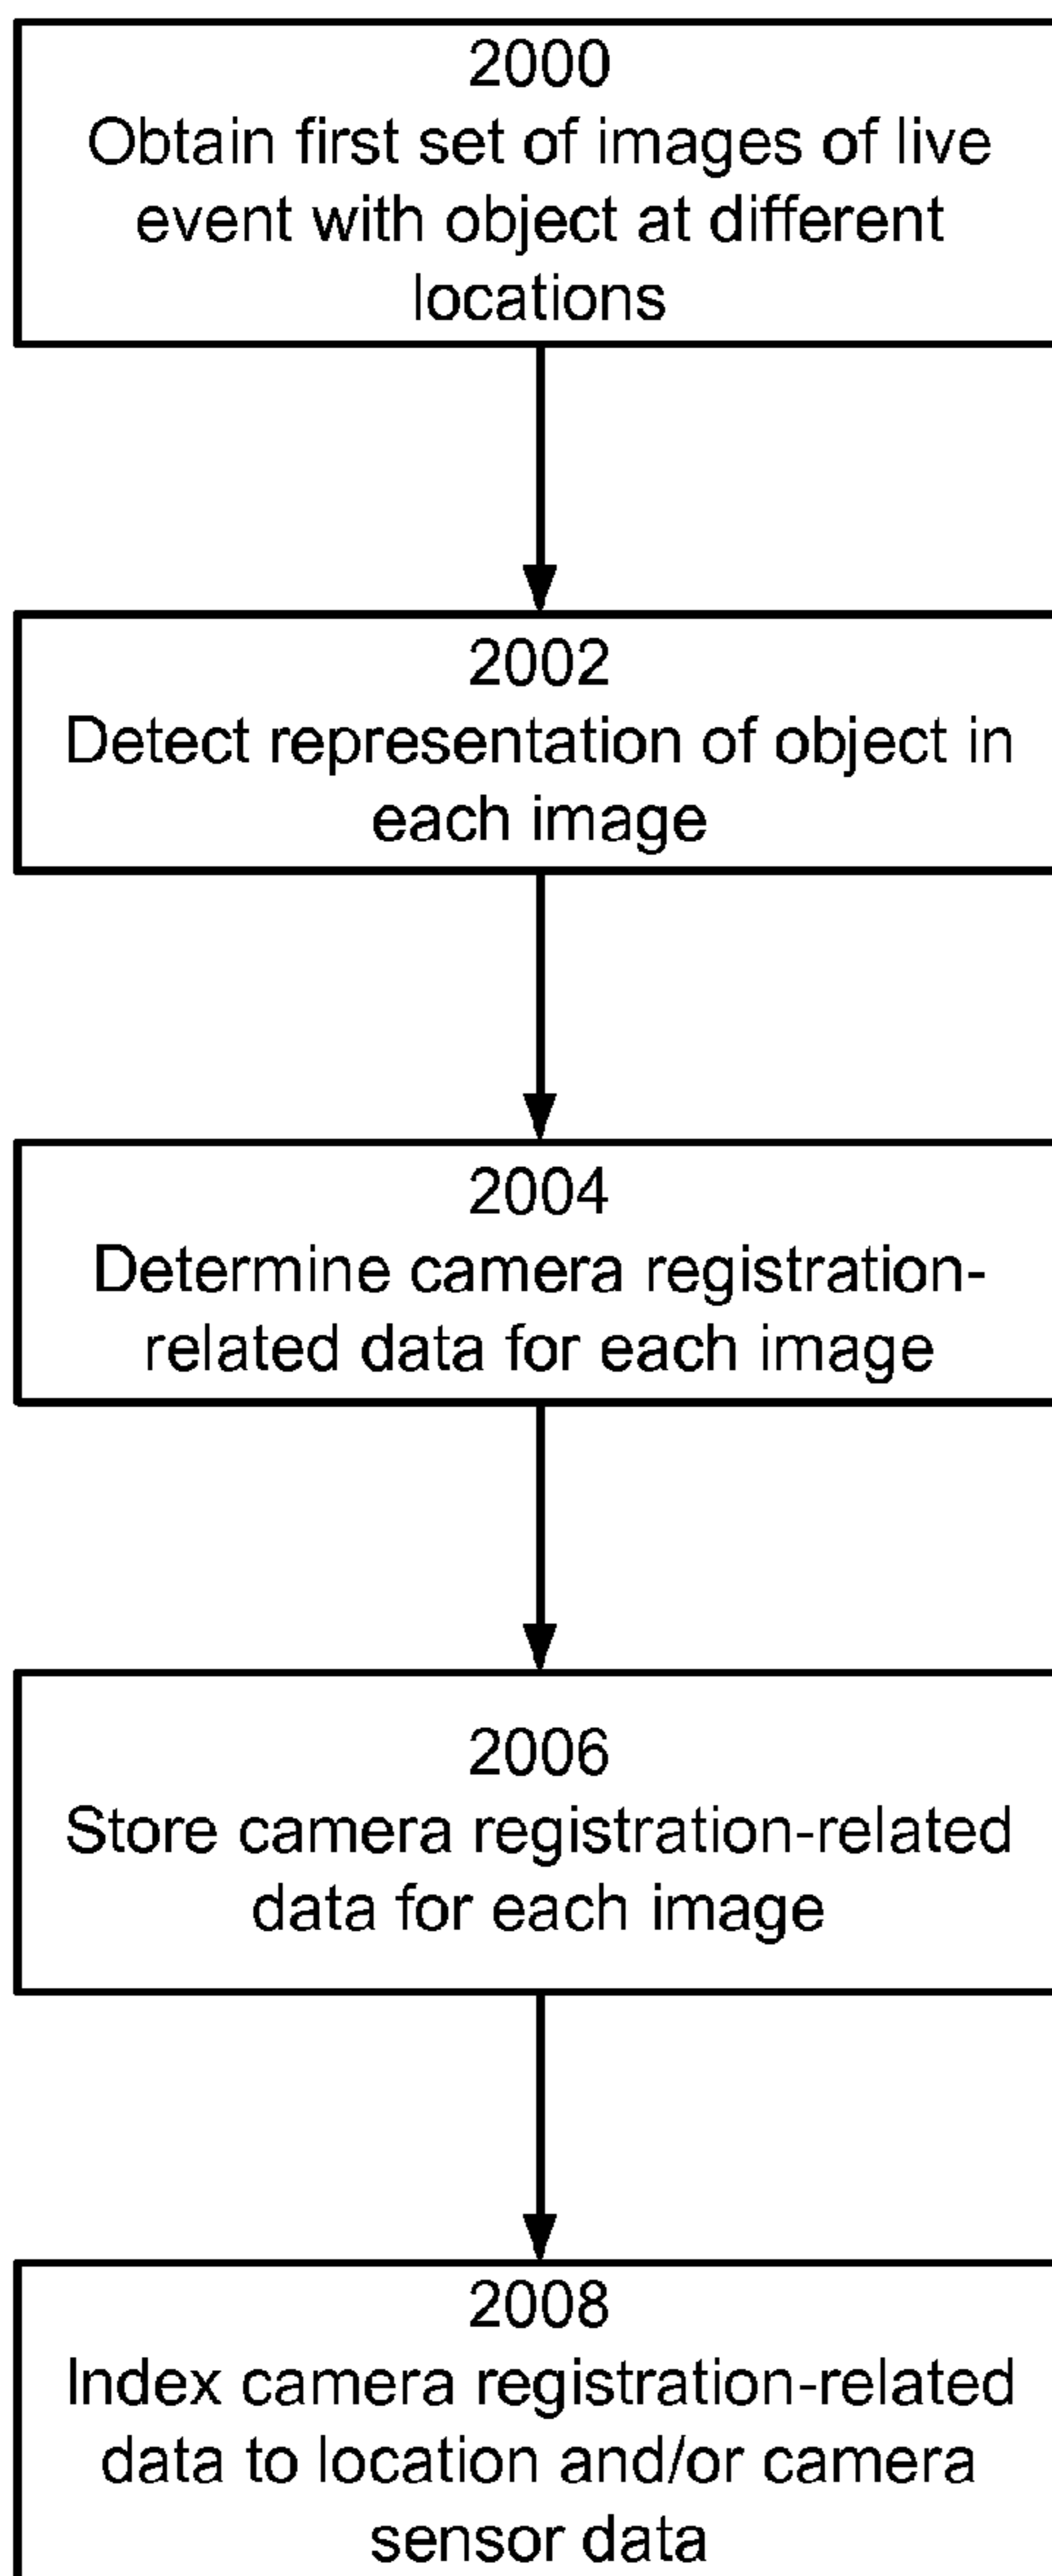 2000
Obtain first set of images of live
event with object at different
locations
2002
Detect representation of object in
each image
2004
Determine camera registration-
related data for each image
2006
Store camera registration-related
data for each image
2008
Index camera registration-related
data to location and/or camera
sensor data